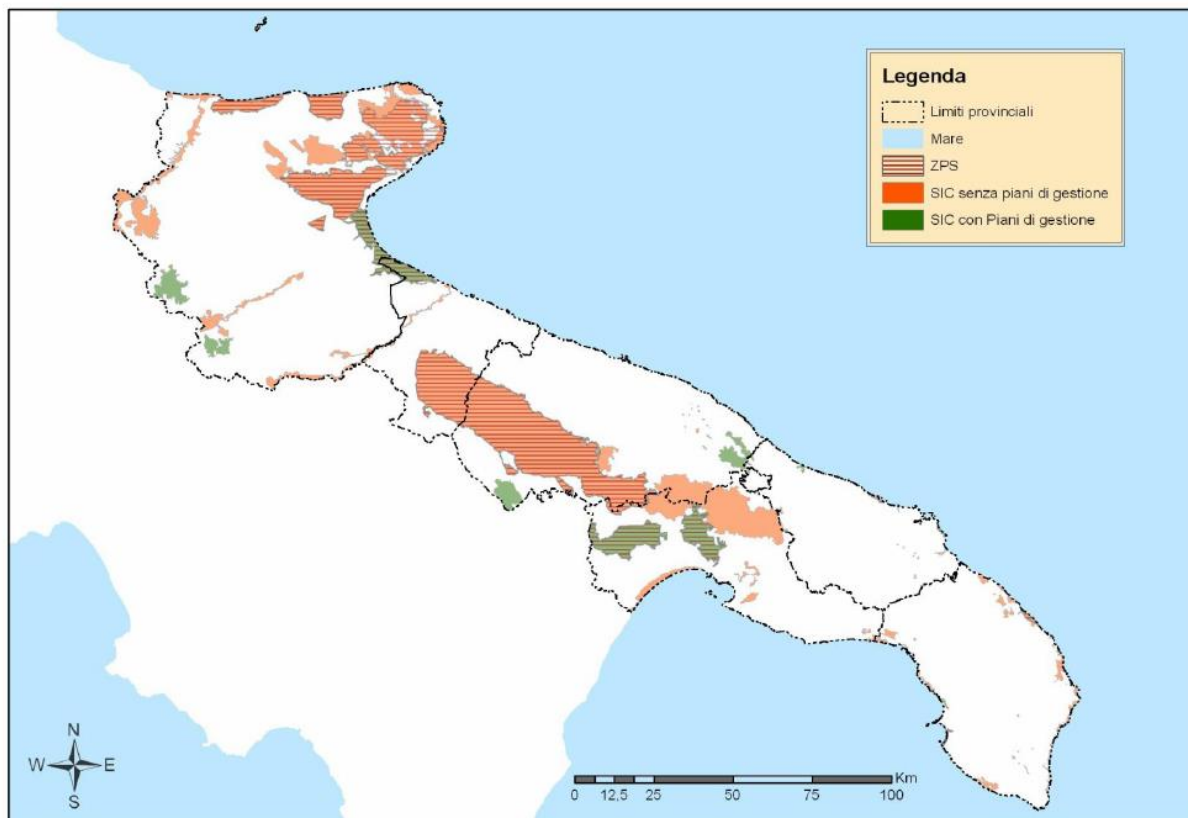 Legenda
Limiti provinciali
Mare
ZPS
SIC senza piani di gestione
SIC con Piani di gestione
N
W E
S
Km
0 12,5 25 50 75 100